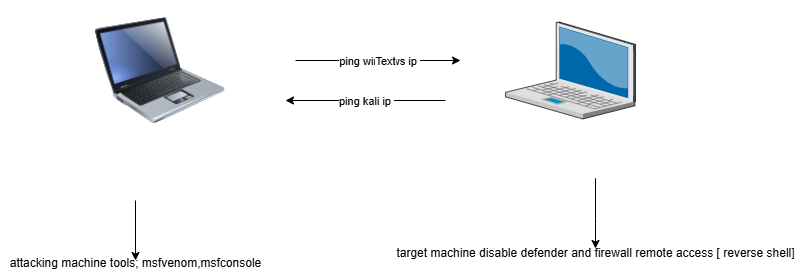 ping wiiTextvs ip
ping kali ip
attacking machine tools; msfvenom,msfconsole
target machine disable defender and firewall remote access [ reverse shell]